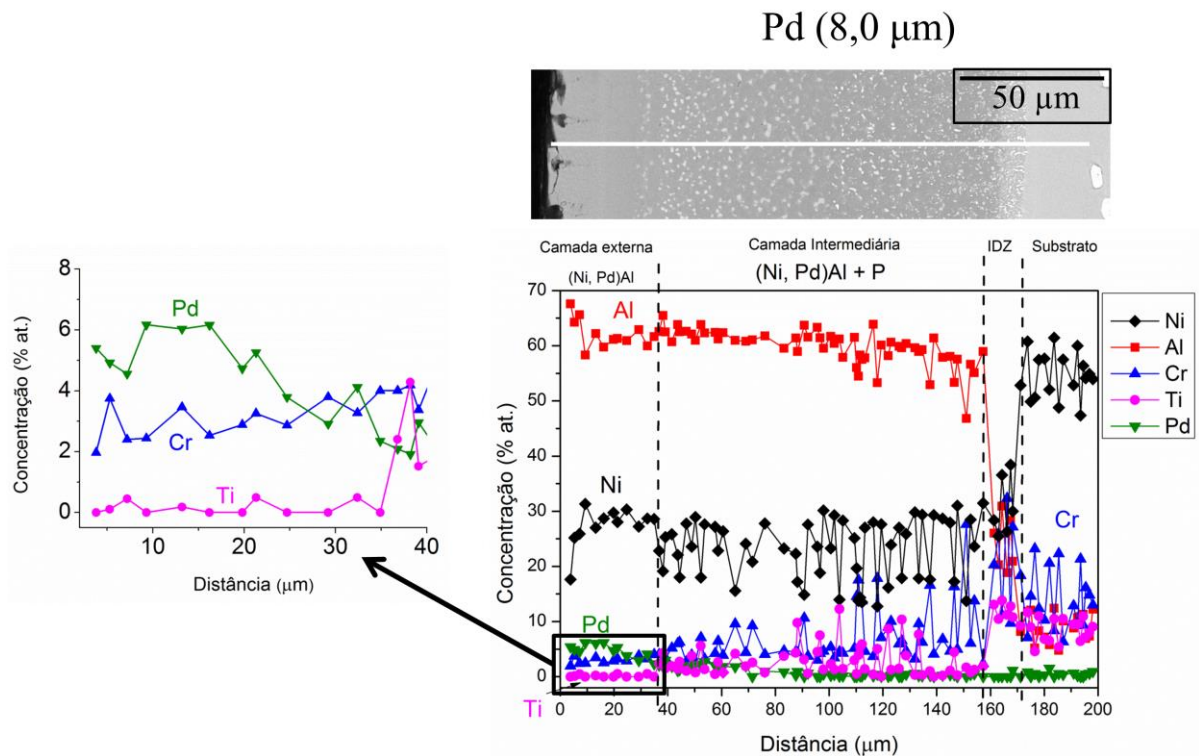 Pd (8,0 μm)
50 μm
8
6
4
2
0
Pd
Cr
Ti
10
20
30
40
Concentração (% at.)
Distância (μm)
Camada externa
Camada Intermediária
IDZ
Substrato
(Ni, Pd)Al
(Ni, Pd)Al + P
70
60
50
40
30
20
10
0
Al
Ni
Cr
Pd
Ti
0
20
40
60
80
100
120
140
160
180
200
Concentração (% at.)
Distância (μm)
Ni
Al
Cr
Ti
Pd